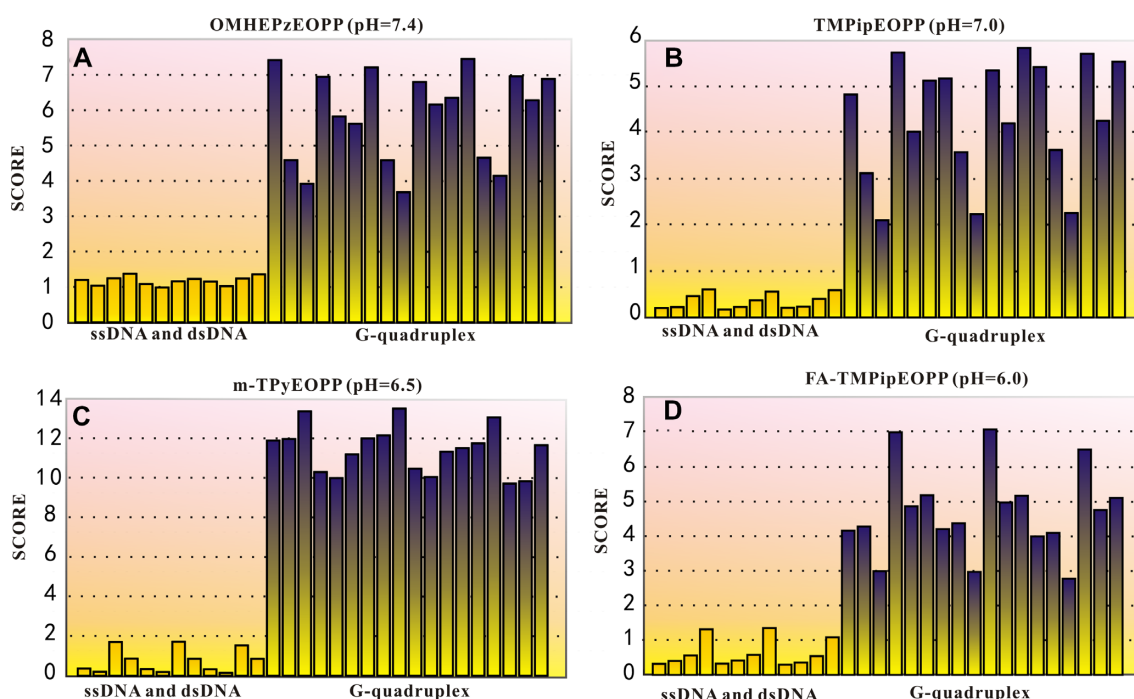 OMHEPzEOPP (pH=7.4)
A
SCORE
8
7
6
5
4
3
2
1
0
ssDNA and dsDNA
G-quadruplex
TMPipEOPP (pH=7.0)
B
SCORE
6
5
4
3
2
1
0
ssDNA and dsDNA
G-quadruplex
m-TPyEOPP (pH=6.5)
C
SCORE
14
12
10
8
6
4
2
0
ssDNA and dsDNA
G-quadruplex
FA-TMPipEOPP (pH=6.0)
D
SCORE
8
7
6
5
4
3
2
1
0
ssDNA and dsDNA
G-quadruplex